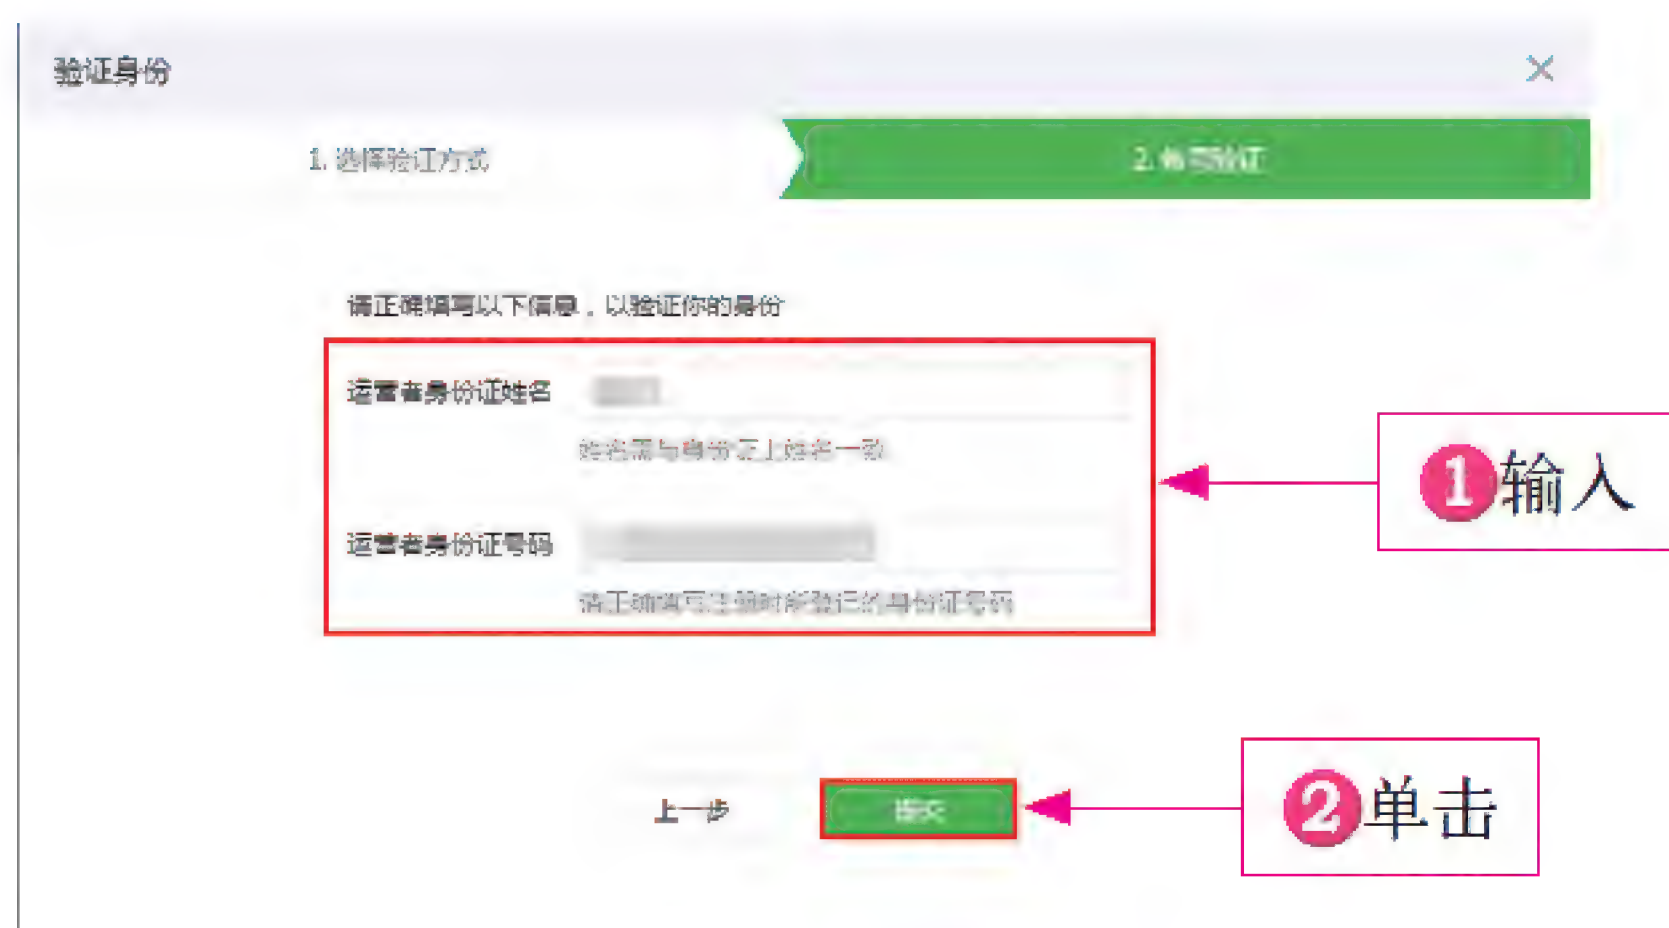 验证身份
1. 选择验证方式
2. 账号验证
请正确填写以下信息，以验证你的身份
运营者身份证姓名
姓名需与身份证上姓名一致
运营者身份证号码
请正确填写注册时所登记的身份证号码
1输入
上一步
提交
2单击